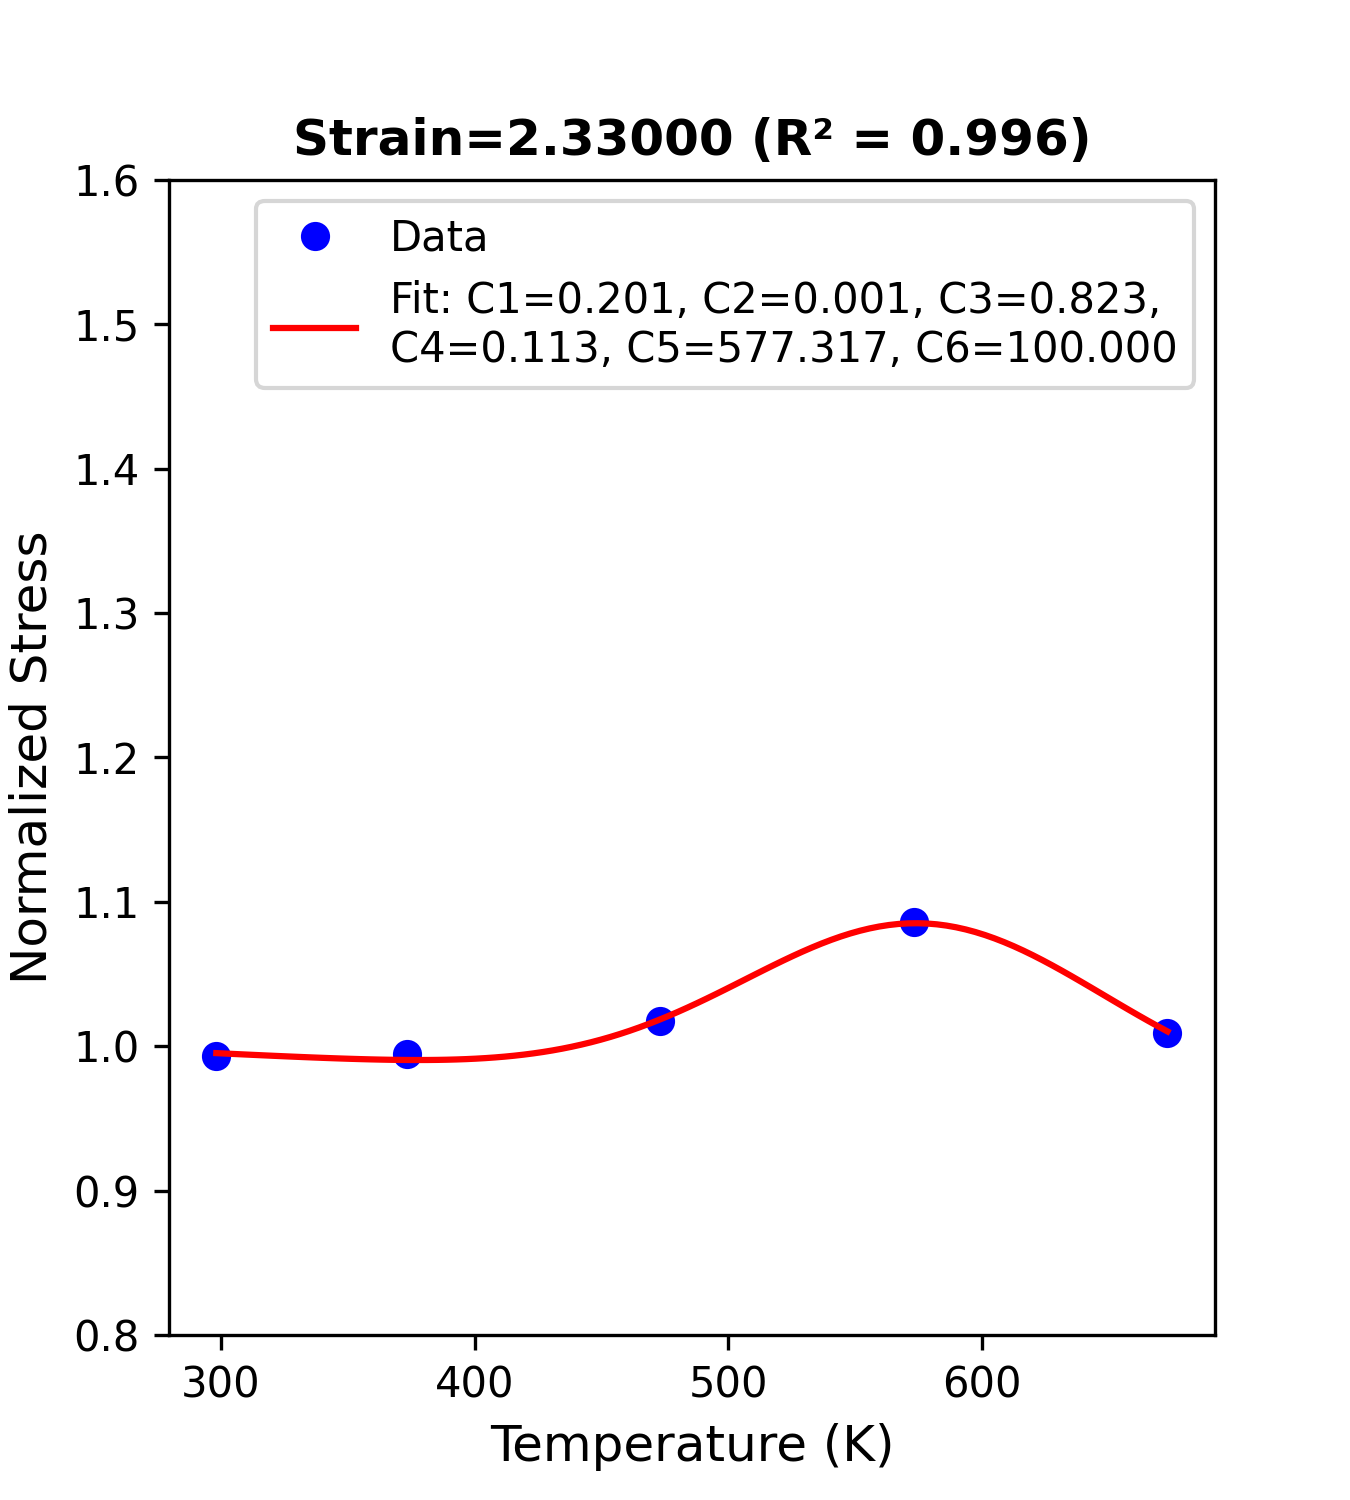 Strain=2.33000 (R² = 0.996)
Data
Fit: C1=0.201, C2=0.001, C3=0.823,
C4=0.113, C5=577.317, C6=100.000
1.6
1.5
1.4
1.3
1.2
1.1
1.0
0.9
0.8
Normalized Stress
300 400 500 600
Temperature (K)